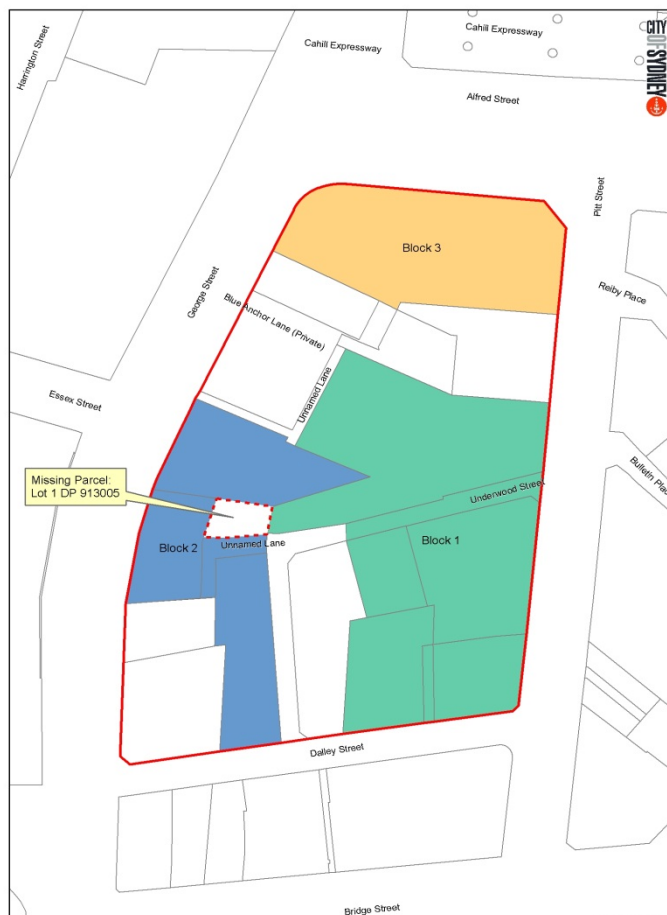 Harrington Street
Cahill Expressway
Cahill Expressway
CITY
OF SYDNEY
Alfred Street
Pitt Street
Block 3
George Street
Reiby Place
Blue Anchor Lane (Private)
Unnamed Lane
Essex Street
Bulletin Plac
Missing Parcel:
Lot 1 DP 913005
Underwood Street
Block 2
Unnamed Lane
Block 1
Dalley Street
Bridge Street